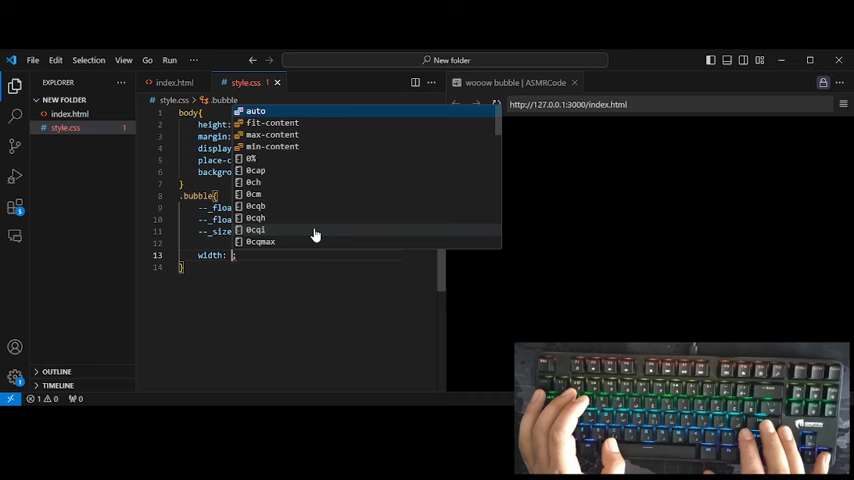 File Edit Selection View Go Run ···
New folder
EXPLORER ···
index.html
style.css 1
wooow bubble | ASMRCode
NEW FOLDER
style.css > .bubble
http://127.0.0.1:3000/index.html
index.html
style.css 1
1 body{
2 height:
3 margin:
4 display
5 place-c
6 backgro
7 }
8 .bubble{
9 --_floa
10 --_floa
11 --_size
12
13 width: ;
14 }
auto
fit-content
max-content
min-content
0%
0cap
0ch
0cm
0cqb
0cqh
0cqi
0cqmax
5
1
OUTLINE
TIMELINE
1 0 0